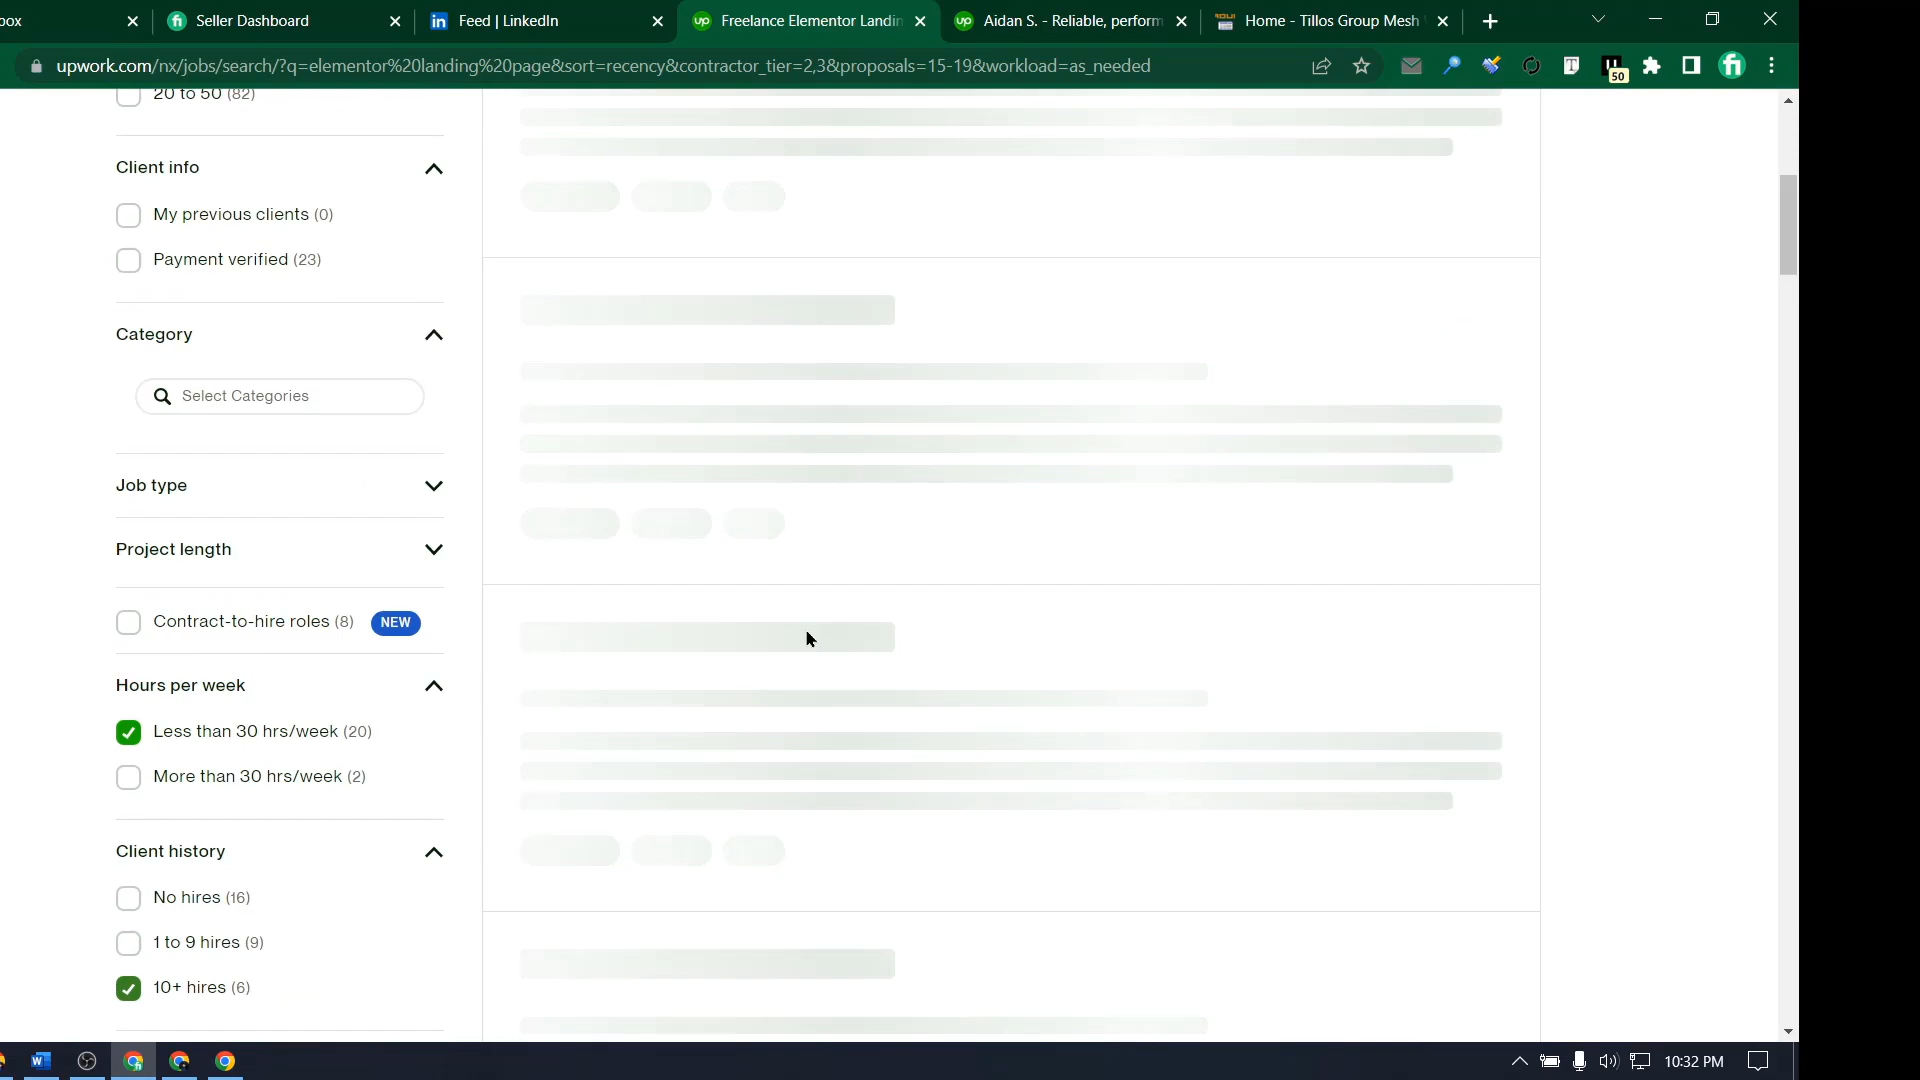 ox
Seller Dashboard
Feed | LinkedIn
Freelance Elementor Landin
Aidan S. - Reliable, perform
Home - Tillos Group Mesh
upwork.com/nx/jobs/search/?q=elementor%20landing%20page&sort=recency&contractor_tier=2,3&proposals=15-19&workload=as_needed
50
20 to 50 (82)
Client info
My previous clients (0)
Payment verified (23)
Category
Select Categories
Job type
Project length
Contract-to-hire roles (8) NEW
Hours per week
Less than 30 hrs/week (20)
More than 30 hrs/week (2)
Client history
No hires (16)
1 to 9 hires (9)
10+ hires (6)
10:32 PM